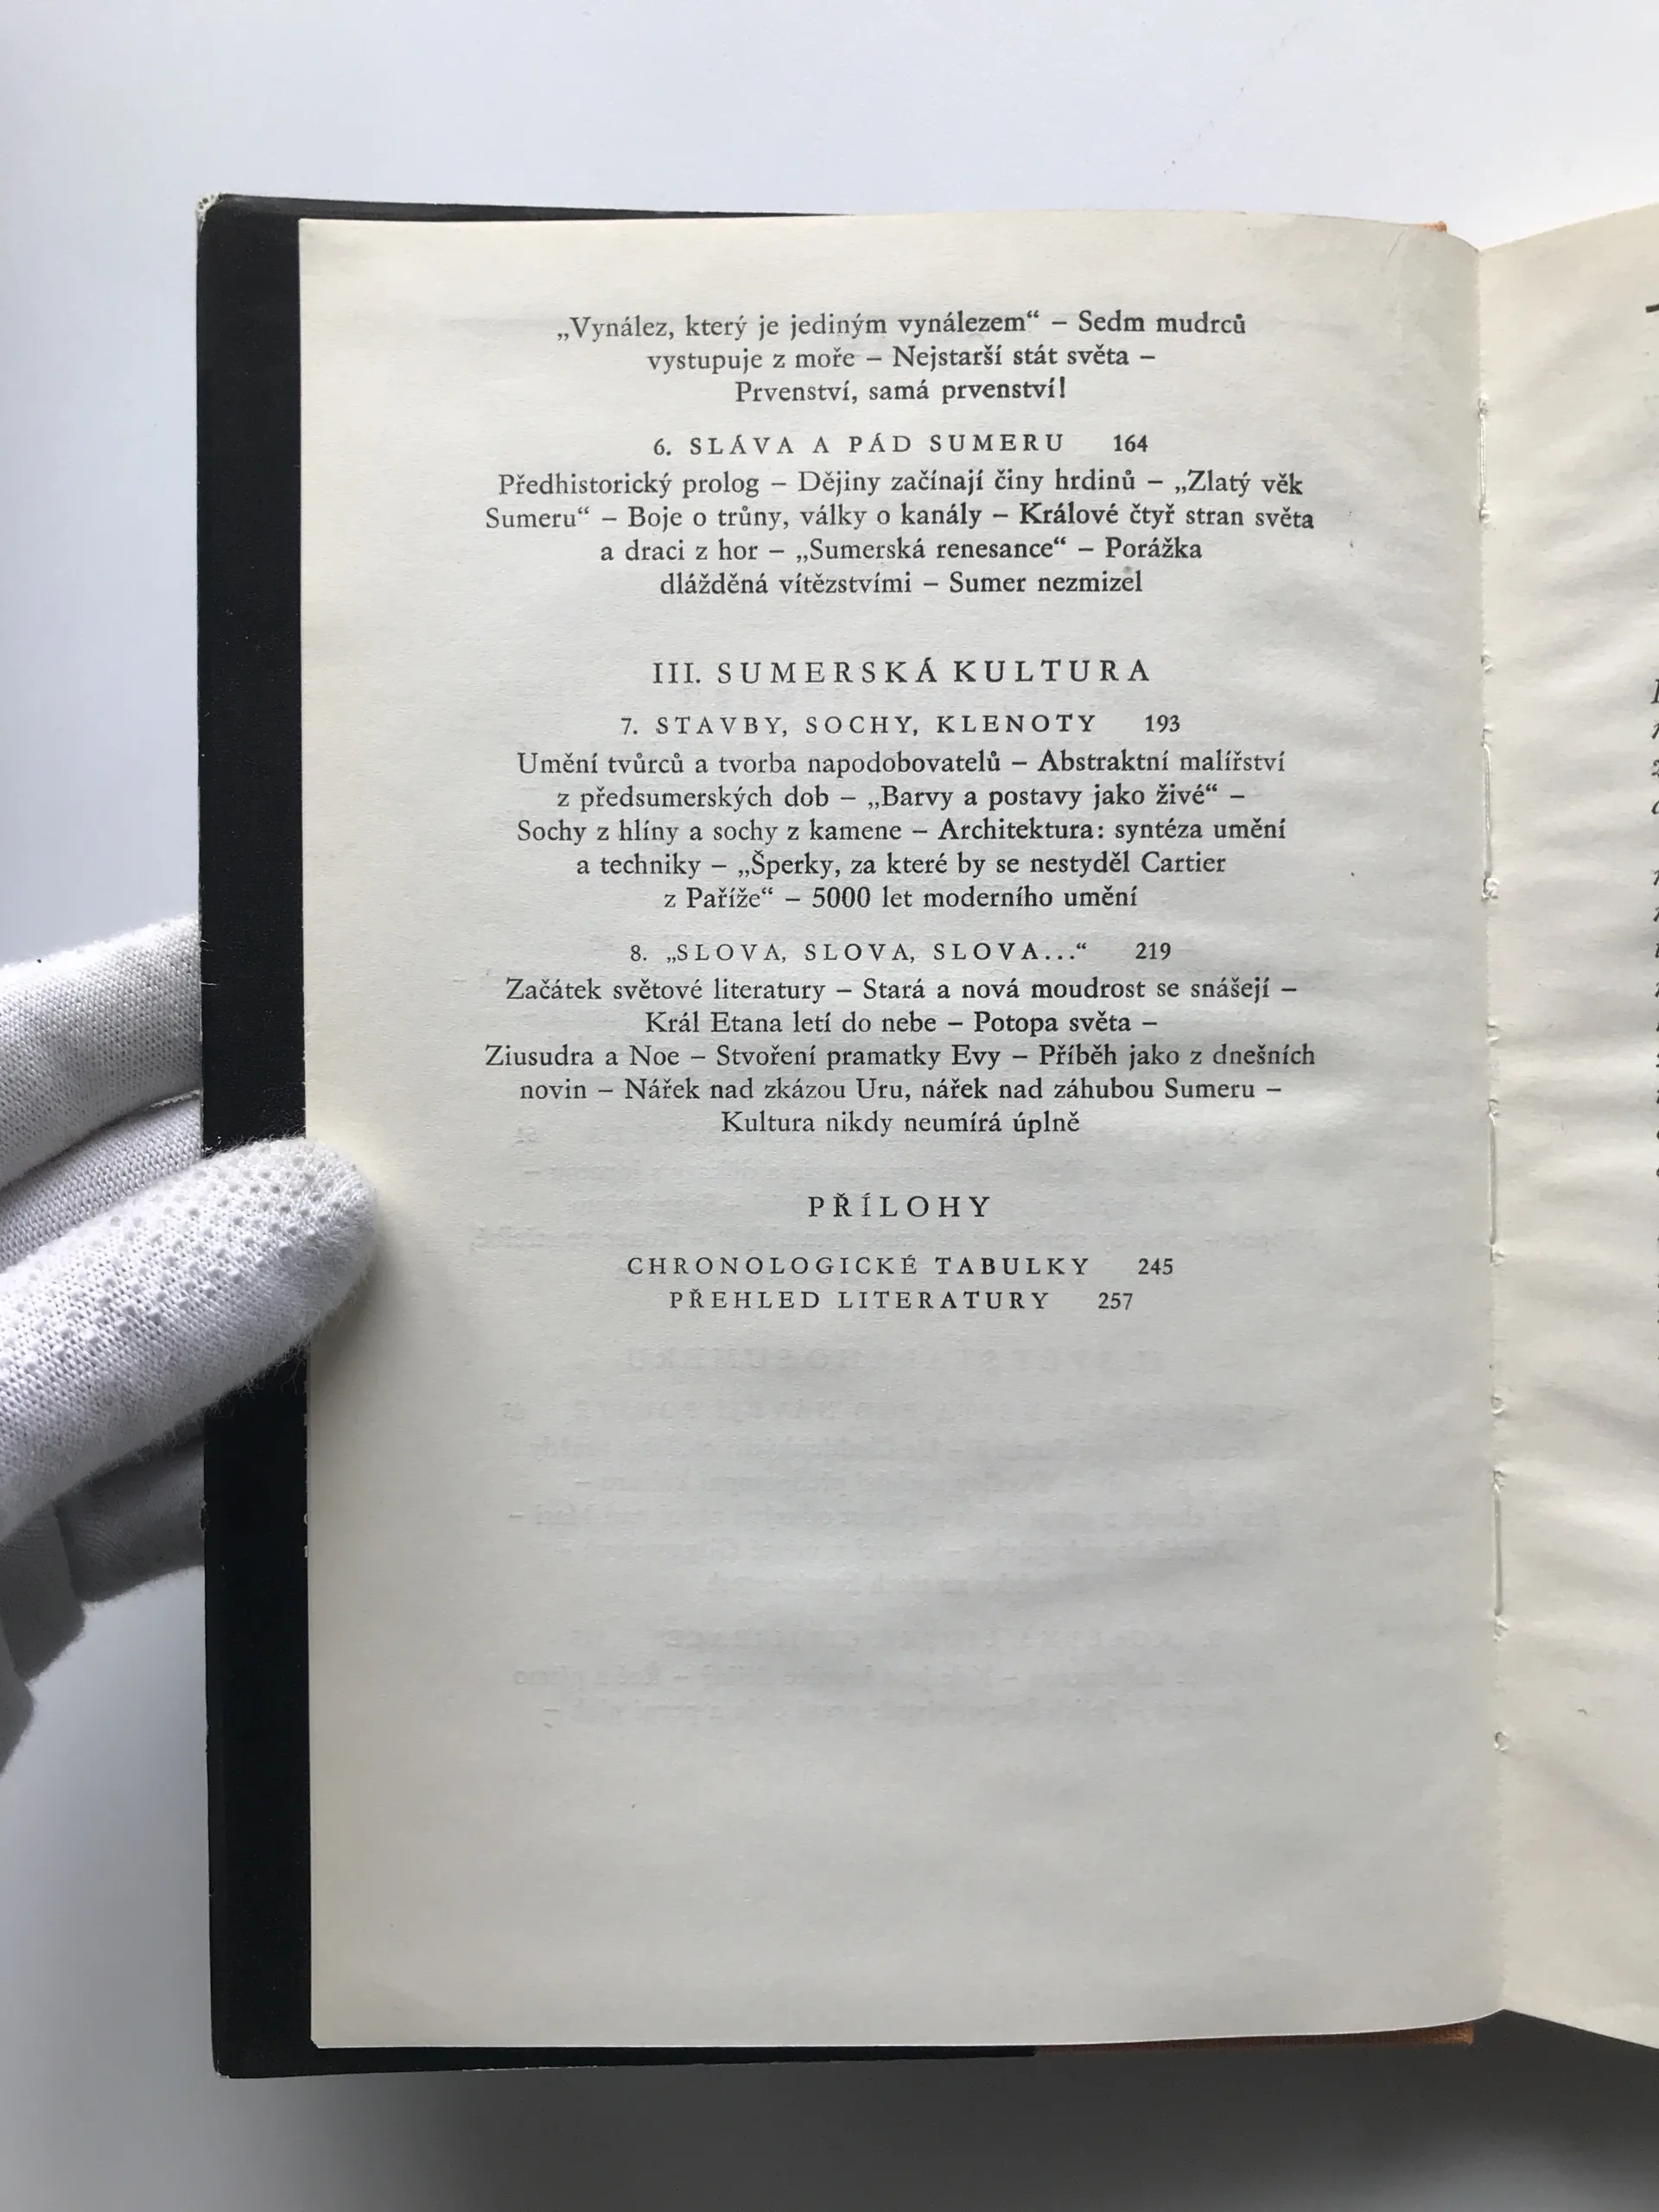 „Vynález, který je jediným vynálezem“ – Sedm mudrců
vystupuje z moře – Nejstarší stát světa –
Prvenství, samá prvenství!
6. SLÁVA A PÁD SUMERU 164
Předhistorický prolog – Dějiny začínají činy hrdinů – „Zlatý věk
Sumeru“ – Boje o trůny, války o kanály – Králové čtyř stran světa
a draci z hor – „Sumerská renesance“ – Porážka
dlážděná vítězstvími – Sumer nezmizel
III. SUMERSKÁ KULTURA
7. STAVBY, SOCHY, KLENOTY 193
Umění tvůrců a tvorba napodobovatelů – Abstraktní malířství
z předsumerských dob – „Barvy a postavy jako živé“ –
Sochy z hlíny a sochy z kamene – Architektura: syntéza umění
a techniky – „Šperky, za které by se nestyděl Cartier
z Paříže“ – 5000 let moderního umění
8. „SLOVA, SLOVA, SLOVA...“ 219
Začátek světové literatury – Stará a nová moudrost se snášejí –
Král Etana letí do nebe – Potopa světa –
Ziusudra a Noe – Stvoření pramatky Evy – Příběh jako z dnešních
novin – Nářek nad zkázou Uru, nářek nad záhubou Sumeru –
Kultura nikdy neumírá úplně
PŘÍLOHY
CHRONOLOGICKÉ TABULKY 245
PŘEHLED LITERATURY 257